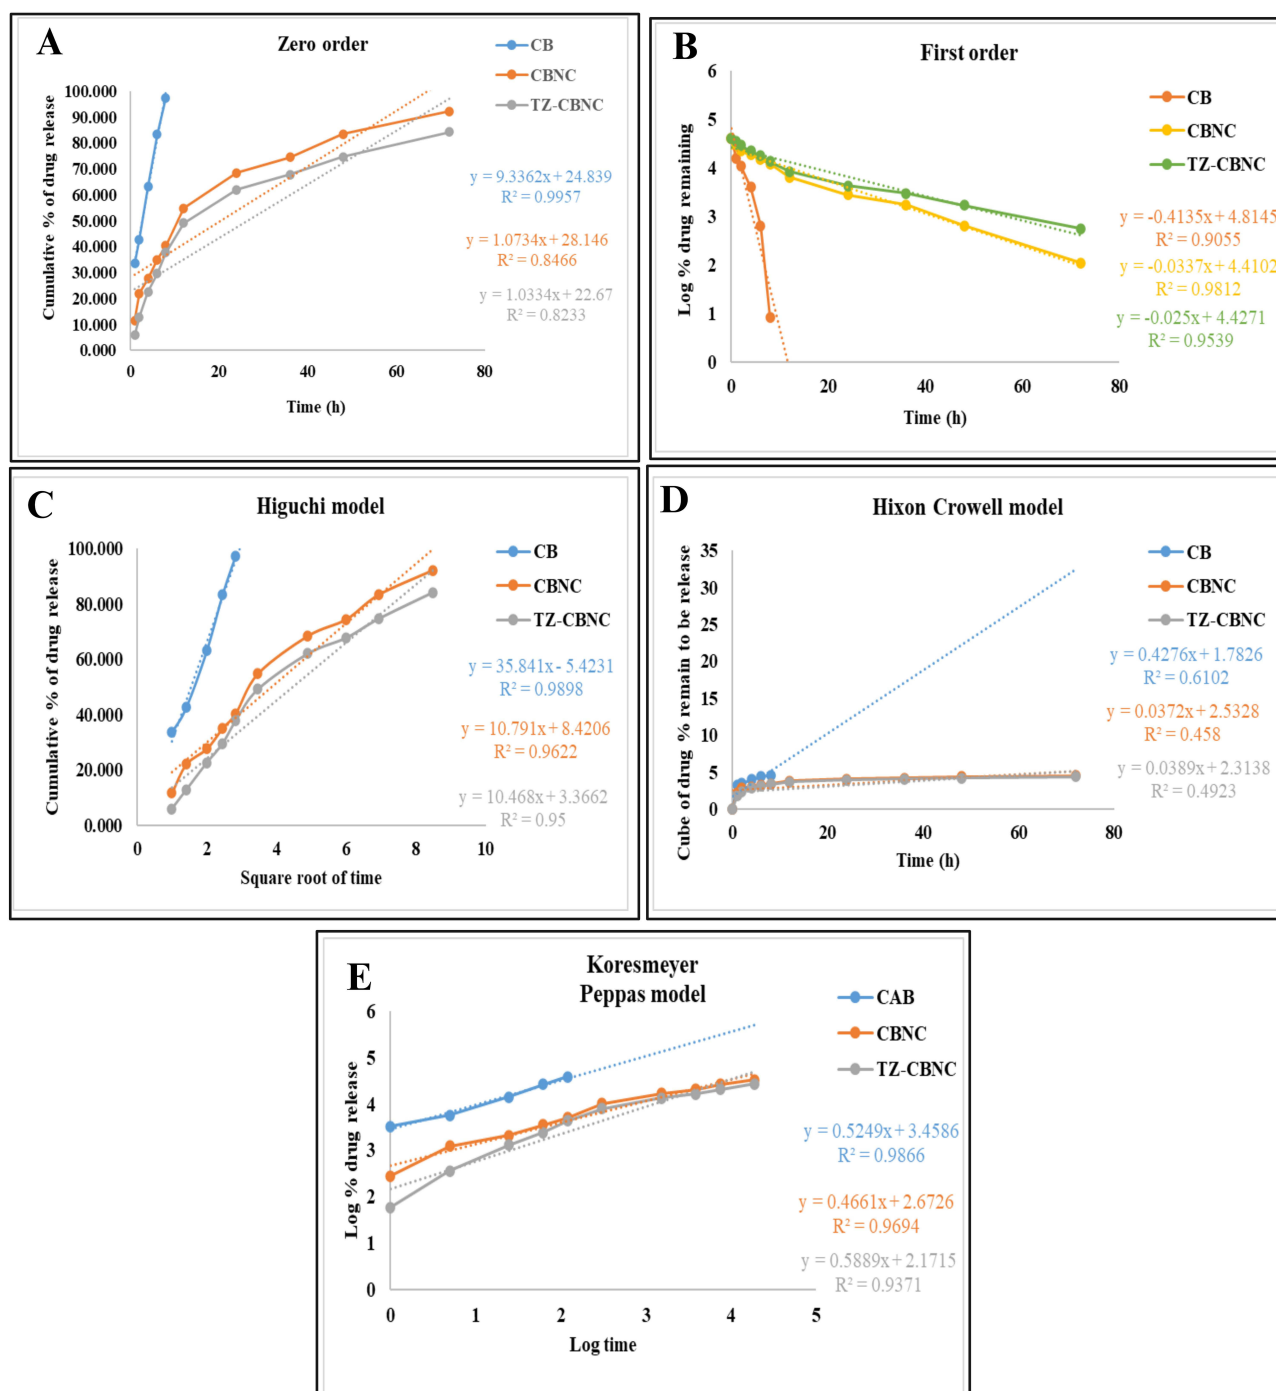 A
Zero order
CB
CBNC
TZ-CBNC
Cumulative % of drug release
100.000
90.000
80.000
70.000
60.000
50.000
40.000
30.000
20.000
10.000
0.000
y = 9.3362x + 24.839
R² = 0.9957
y = 1.0734x + 28.146
R² = 0.8466
y = 1.0334x + 22.67
R² = 0.8233
0 20 40 60 80
Time (h)
B
First order
CB
CBNC
TZ-CBNC
Log % drug remaining
6
5
4
3
2
1
0
y = -0.4135x + 4.8145
R² = 0.9055
y = -0.0337x + 4.4102
R² = 0.9812
y = -0.025x + 4.4271
R² = 0.9539
0 20 40 60 80
Time (h)
C
Higuchi model
CB
CBNC
TZ-CBNC
Cumulative % of drug release
100.000
80.000
60.000
40.000
20.000
0.000
y = 35.841x - 5.4231
R² = 0.9898
y = 10.791x + 8.4206
R² = 0.9622
y = 10.468x + 3.3662
R² = 0.95
0 2 4 6 8 10
Square root of time
D
Hixon Crowell model
CB
CBNC
TZ-CBNC
Cube of drug % remain to be release
35
30
25
20
15
10
5
0
y = 0.4276x + 1.7826
R² = 0.6102
y = 0.0372x + 2.5328
R² = 0.458
y = 0.0389x + 2.3138
R² = 0.4923
0 20 40 60 80
Time (h)
E
Koresmeyer
Peppas model
CAB
CBNC
TZ-CBNC
Log % drug release
6
5
4
3
2
1
0
y = 0.5249x + 3.4586
R² = 0.9866
y = 0.4661x + 2.6726
R² = 0.9694
y = 0.5889x + 2.1715
R² = 0.9371
0 1 2 3 4 5
Log time